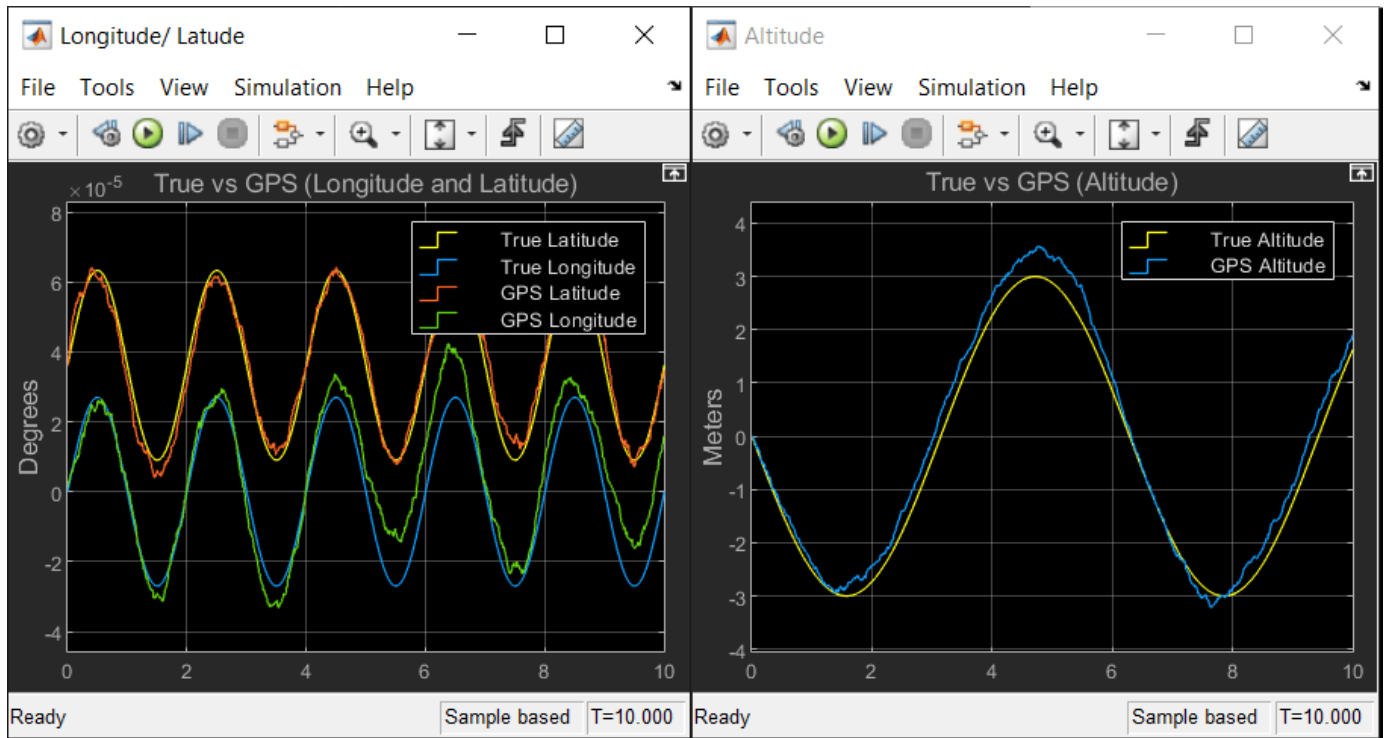 Longitude/ Latude
File Tools View Simulation Help
×10-5
True vs GPS (Longitude and Latitude)
8
6
4
2
0
-2
-4
Degrees
True Latitude
True Longitude
GPS Latitude
GPS Longitude
0 2 4 6 8 10
Ready
Sample based
T=10.000
Altitude
File Tools View Simulation Help
True vs GPS (Altitude)
4
3
2
1
0
-1
-2
-3
-4
Meters
True Altitude
GPS Altitude
0 2 4 6 8 10
Ready
Sample based
T=10.000